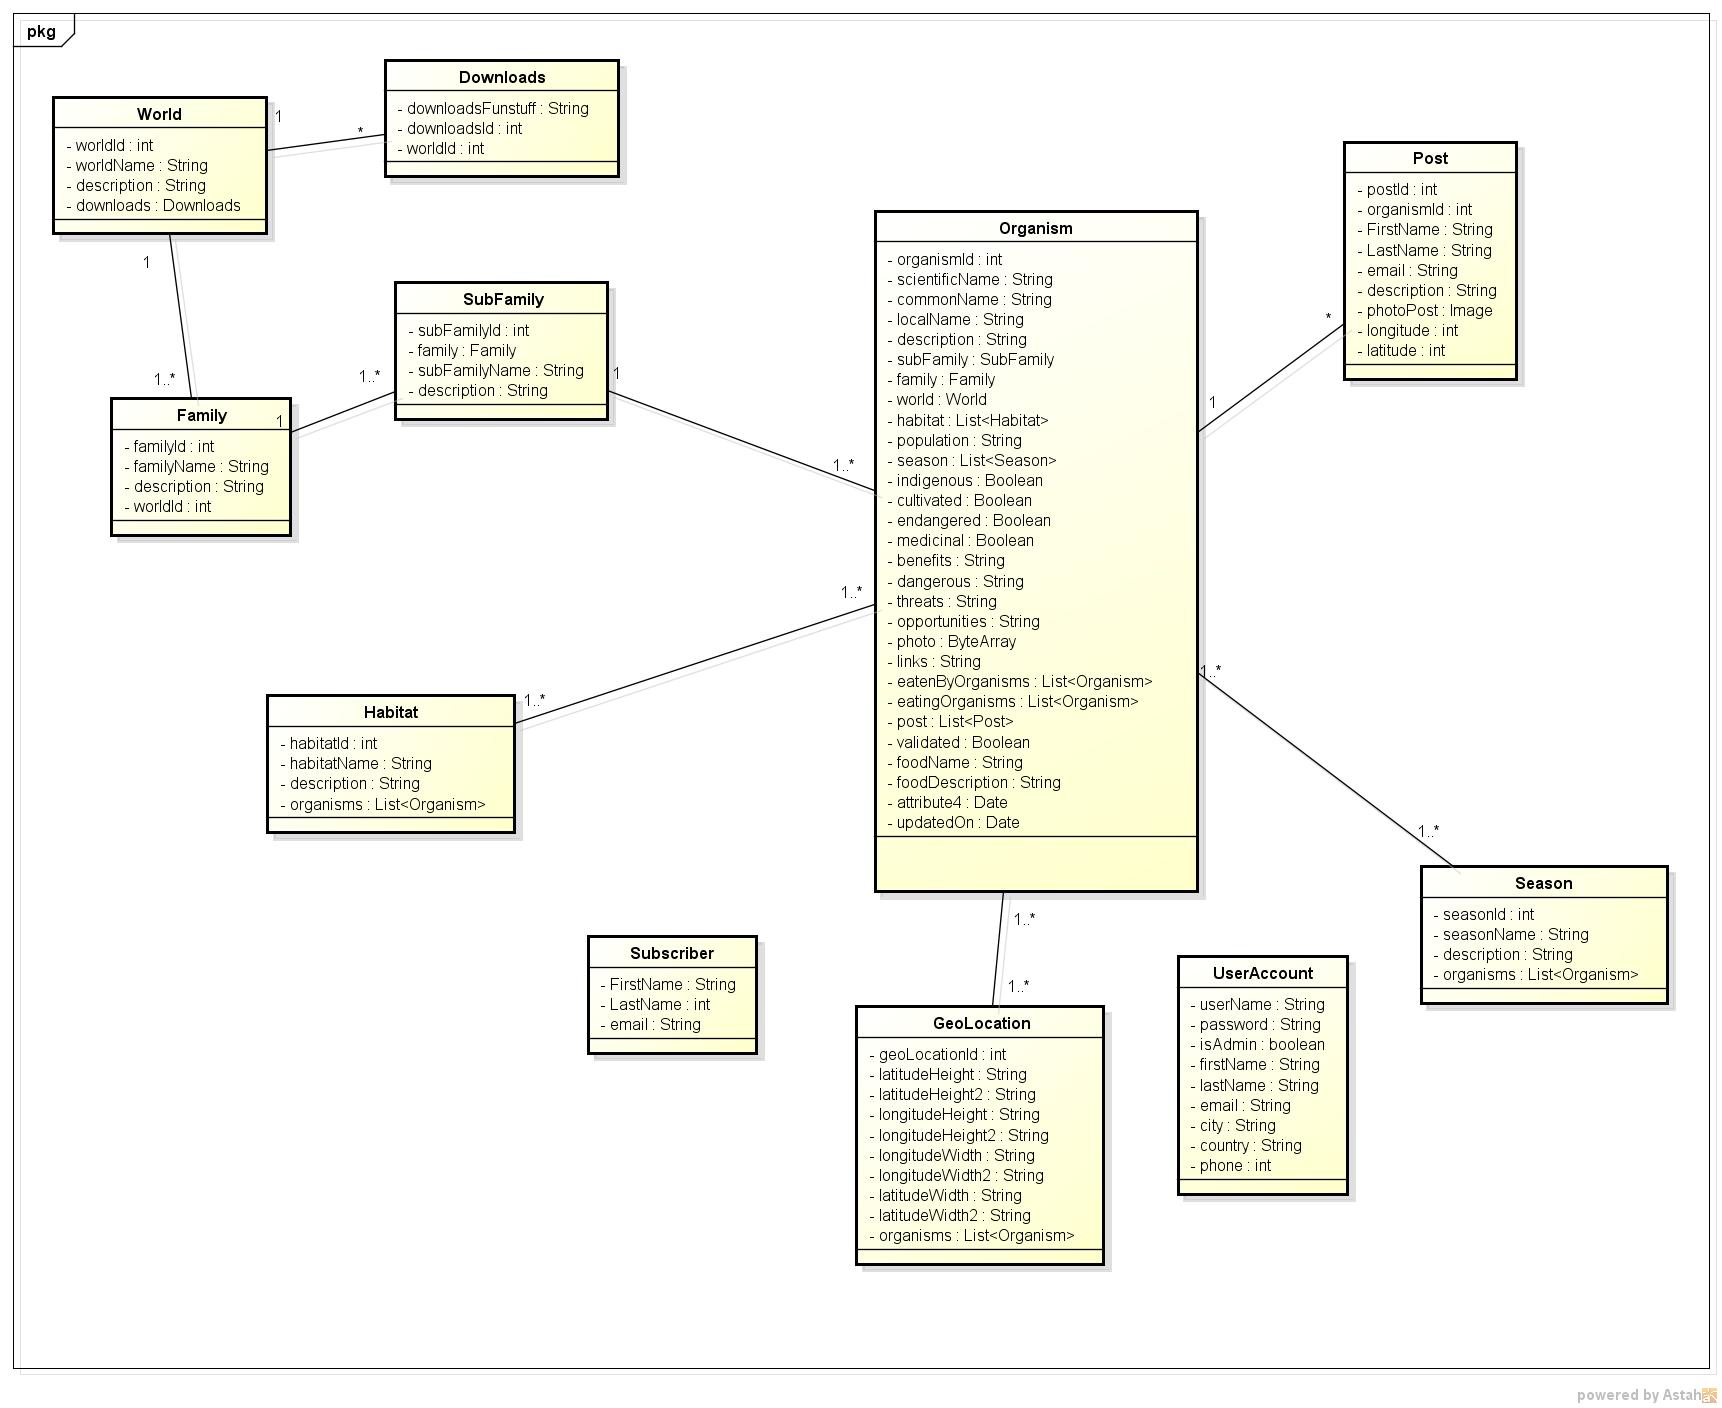 pkg
World
- worldId : int
- worldName : String
- description : String
- downloads : Downloads
1
*
Downloads
- downloadsFunstuff : String
- downloadsId : int
- worldId : int
1
1..*
Family
- familyId : int
- familyName : String
- description : String
- worldId : int
1
1..*
SubFamily
- subFamilyId : int
- family : Family
- subFamilyName : String
- description : String
1
1..*
Organism
- organismId : int
- scientificName : String
- commonName : String
- localName : String
- description : String
- subFamily : SubFamily
- family : Family
- world : World
- habitat : List<Habitat>
- population : String
- season : List<Season>
- indigenous : Boolean
- cultivated : Boolean
- endangered : Boolean
- medicinal : Boolean
- benefits : String
- dangerous : String
- threats : String
- opportunities : String
- photo : ByteArray
- links : String
- eatenByOrganisms : List<Organism>
- eatingOrganisms : List<Organism>
- post : List<Post>
- validated : Boolean
- foodName : String
- foodDescription : String
- attribute4 : Date
- updatedOn : Date
1
*
Post
- postId : int
- organismId : int
- FirstName : String
- LastName : String
- email : String
- description : String
- photoPost : Image
- longitude : int
- latitude : int
1..*
1..*
Habitat
- habitatId : int
- habitatName : String
- description : String
- organisms : List<Organism>
1..*
1..*
Season
- seasonId : int
- seasonName : String
- description : String
- organisms : List<Organism>
1..*
1..*
Subscriber
- FirstName : String
- LastName : int
- email : String
GeoLocation
- geoLocationId : int
- latitudeHeight : String
- latitudeHeight2 : String
- longitudeHeight : String
- longitudeHeight2 : String
- longitudeWidth : String
- longitudeWidth2 : String
- latitudeWidth : String
- latitudeWidth2 : String
- organisms : List<Organism>
UserAccount
- userName : String
- password : String
- isAdmin : boolean
- firstName : String
- lastName : String
- email : String
- city : String
- country : String
- phone : int
powered by Astah